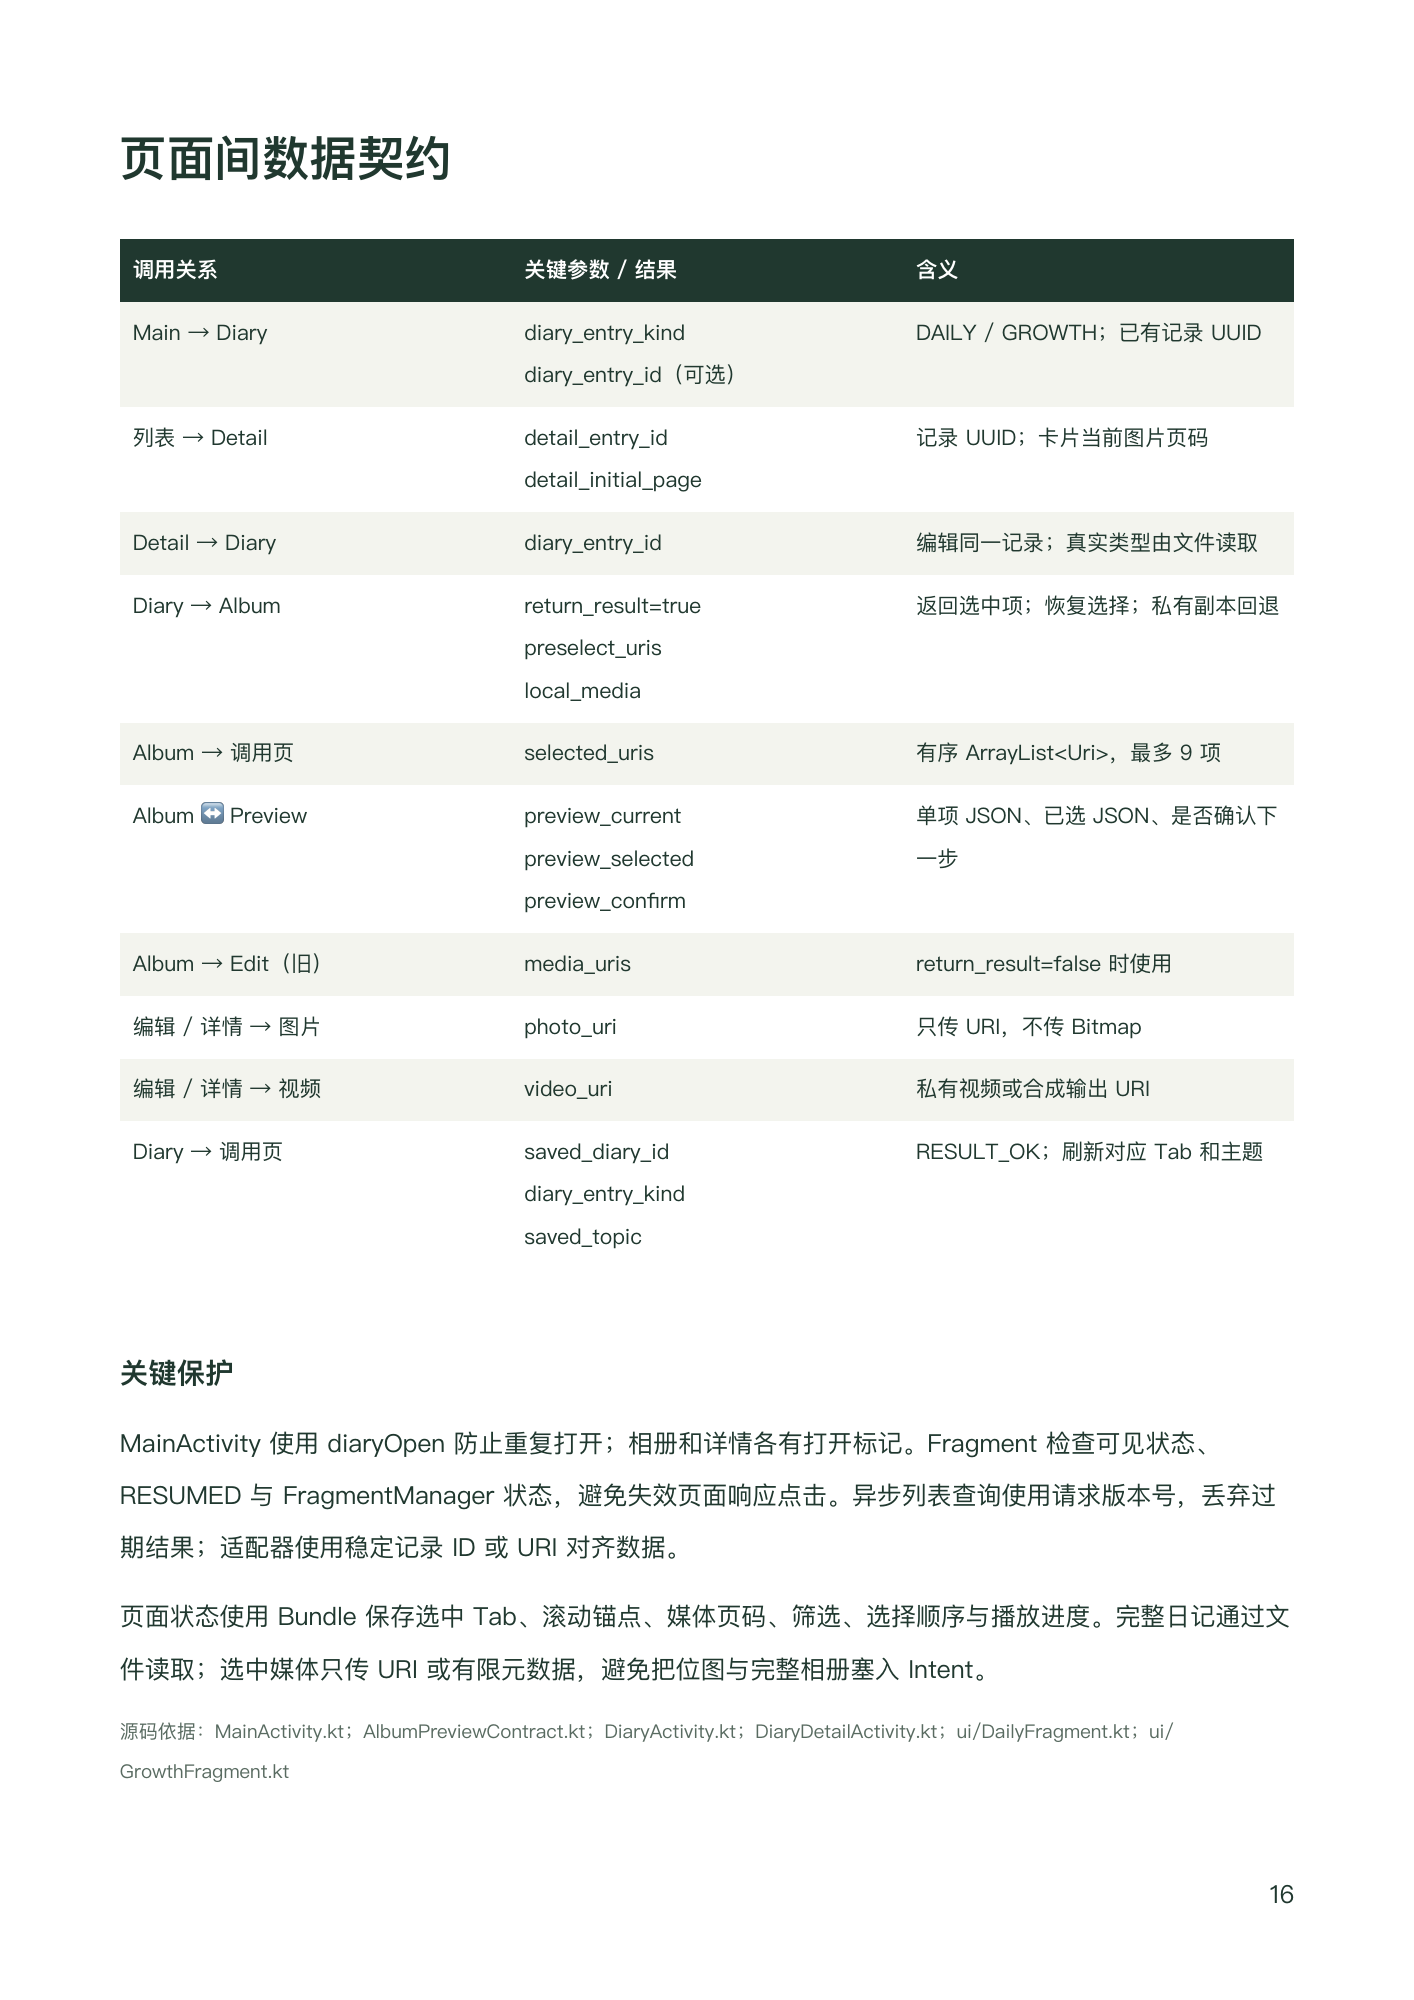 页面间数据契约
调用关系 关键参数 / 结果 含义
Main → Diary diary_entry_kind DAILY / GROWTH；已有记录 UUID
diary_entry_id（可选）
列表 → Detail detail_entry_id 记录 UUID；卡片当前图片页码
detail_initial_page
Detail → Diary diary_entry_id 编辑同一记录；真实类型由文件读取
Diary → Album return_result=true 返回选中项；恢复选择；私有副本回退
preselect_uris
local_media
Album → 调用页 selected_uris 有序 ArrayList<Uri>，最多 9 项
Album ↔️ Preview preview_current 单项 JSON、已选 JSON、是否确认下
preview_selected 一步
preview_confirm
Album → Edit（旧） media_uris return_result=false 时使用
编辑 / 详情 → 图片 photo_uri 只传 URI，不传 Bitmap
编辑 / 详情 → 视频 video_uri 私有视频或合成输出 URI
Diary → 调用页 saved_diary_id RESULT_OK；刷新对应 Tab 和主题
diary_entry_kind
saved_topic
关键保护
MainActivity 使用 diaryOpen 防止重复打开；相册和详情各有打开标记。Fragment 检查可见状态、
RESUMED 与 FragmentManager 状态，避免失效页面响应点击。异步列表查询使用请求版本号，丢弃过
期结果；适配器使用稳定记录 ID 或 URI 对齐数据。
页面状态使用 Bundle 保存选中 Tab、滚动锚点、媒体页码、筛选、选择顺序与播放进度。完整日记通过文
件读取；选中媒体只传 URI 或有限元数据，避免把位图与完整相册塞入 Intent。
源码依据：MainActivity.kt；AlbumPreviewContract.kt；DiaryActivity.kt；DiaryDetailActivity.kt；ui/DailyFragment.kt；ui/
GrowthFragment.kt
16